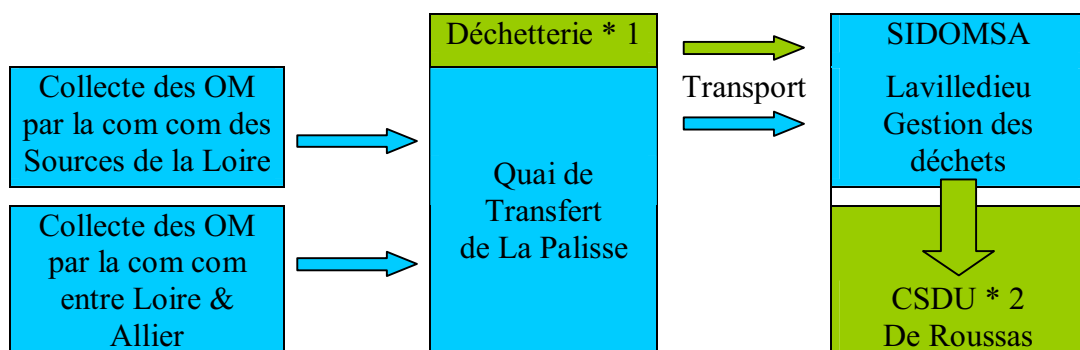 Collecte des OM
par la com com des
Sources de la Loire
Collecte des OM
par la com com
entre Loire &
Allier
Déchetterie * 1
Quai de
Transfert
de La Palisse
Transport
SIDOMSA
Lavilledieu
Gestion des
déchets
CSDU * 2
De Roussas